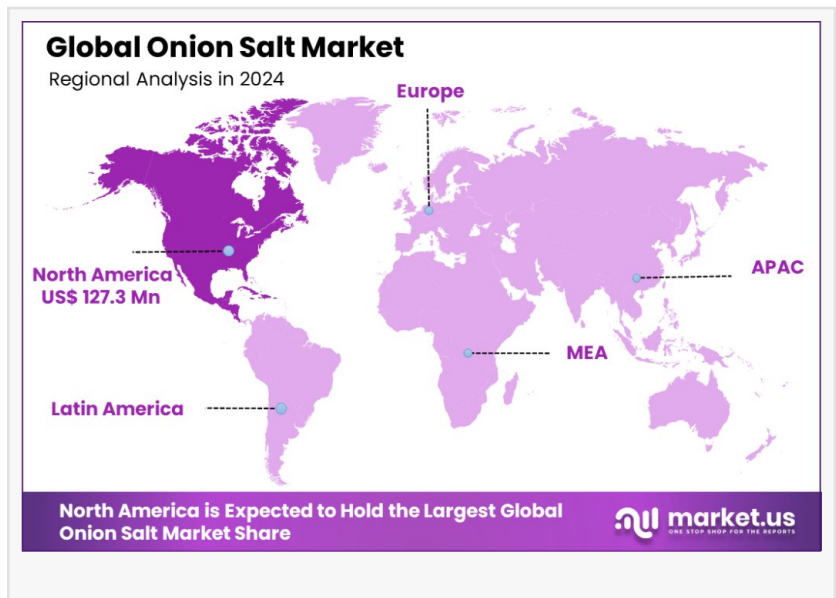 Global Onion Salt Market
Regional Analysis in 2024
Europe
North America
US$ 127.3 Mn
APAC
MEA
Latin America
North America is Expected to Hold the Largest Global
Onion Salt Market Share
market.us
ONE STOP SHOP FOR THE REPORTS